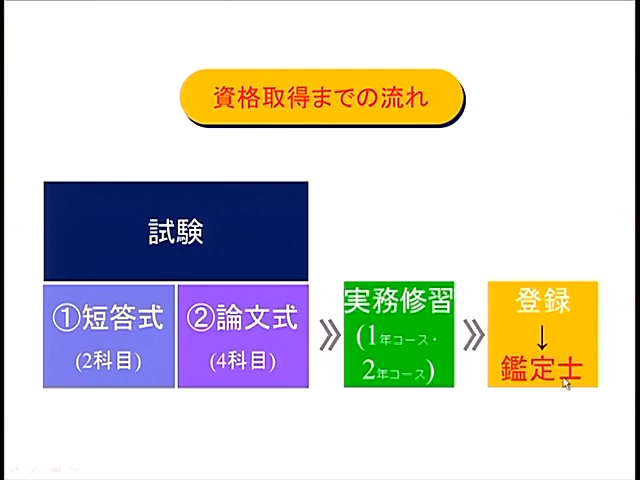 資格取得までの流れ
試験
①短答式
(2科目)
②論文式
(4科目)
実務修習
(1年コース・
2年コース)
登録
↓
鑑定士